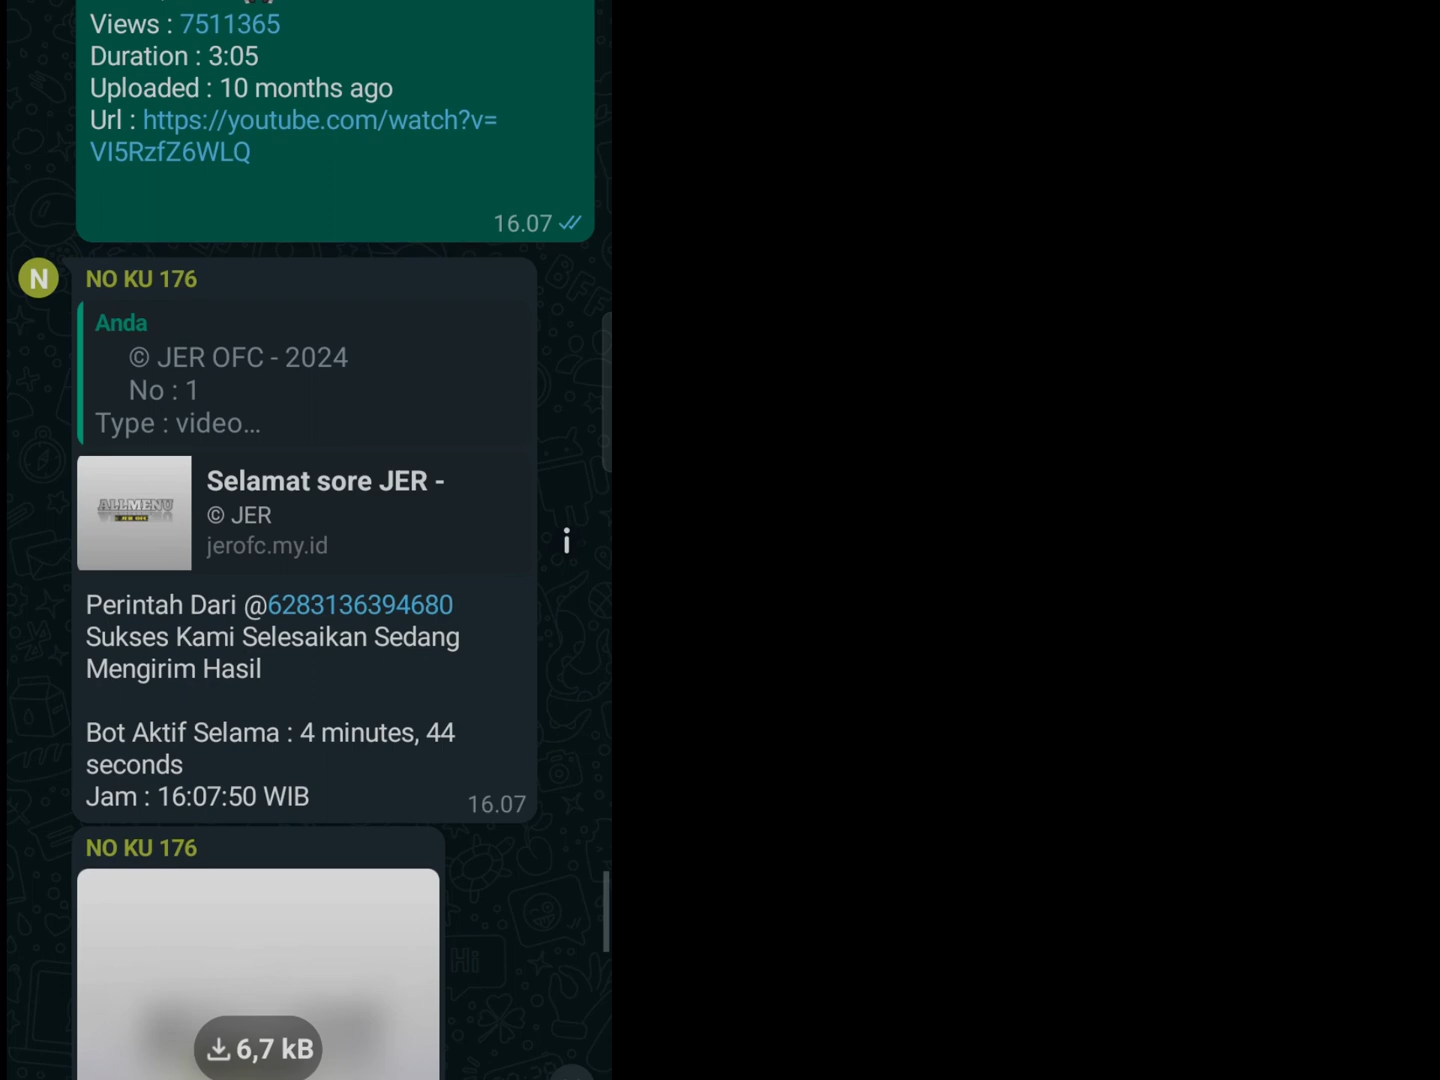 Views : 7511365
Duration : 3:05
Uploaded : 10 months ago
Url : https://youtube.com/watch?v=
VI5RzfZ6WLQ
16.07
N
NO KU 176
Anda
© JER OFC - 2024
No : 1
Type : video...
ALLMENU
JER OFC
Selamat sore JER -
© JER
jerofc.my.id
Perintah Dari @6283136394680
Sukses Kami Selesaikan Sedang
Mengirim Hasil
Bot Aktif Selama : 4 minutes, 44
seconds
Jam : 16:07:50 WIB
16.07
NO KU 176
6,7 kB